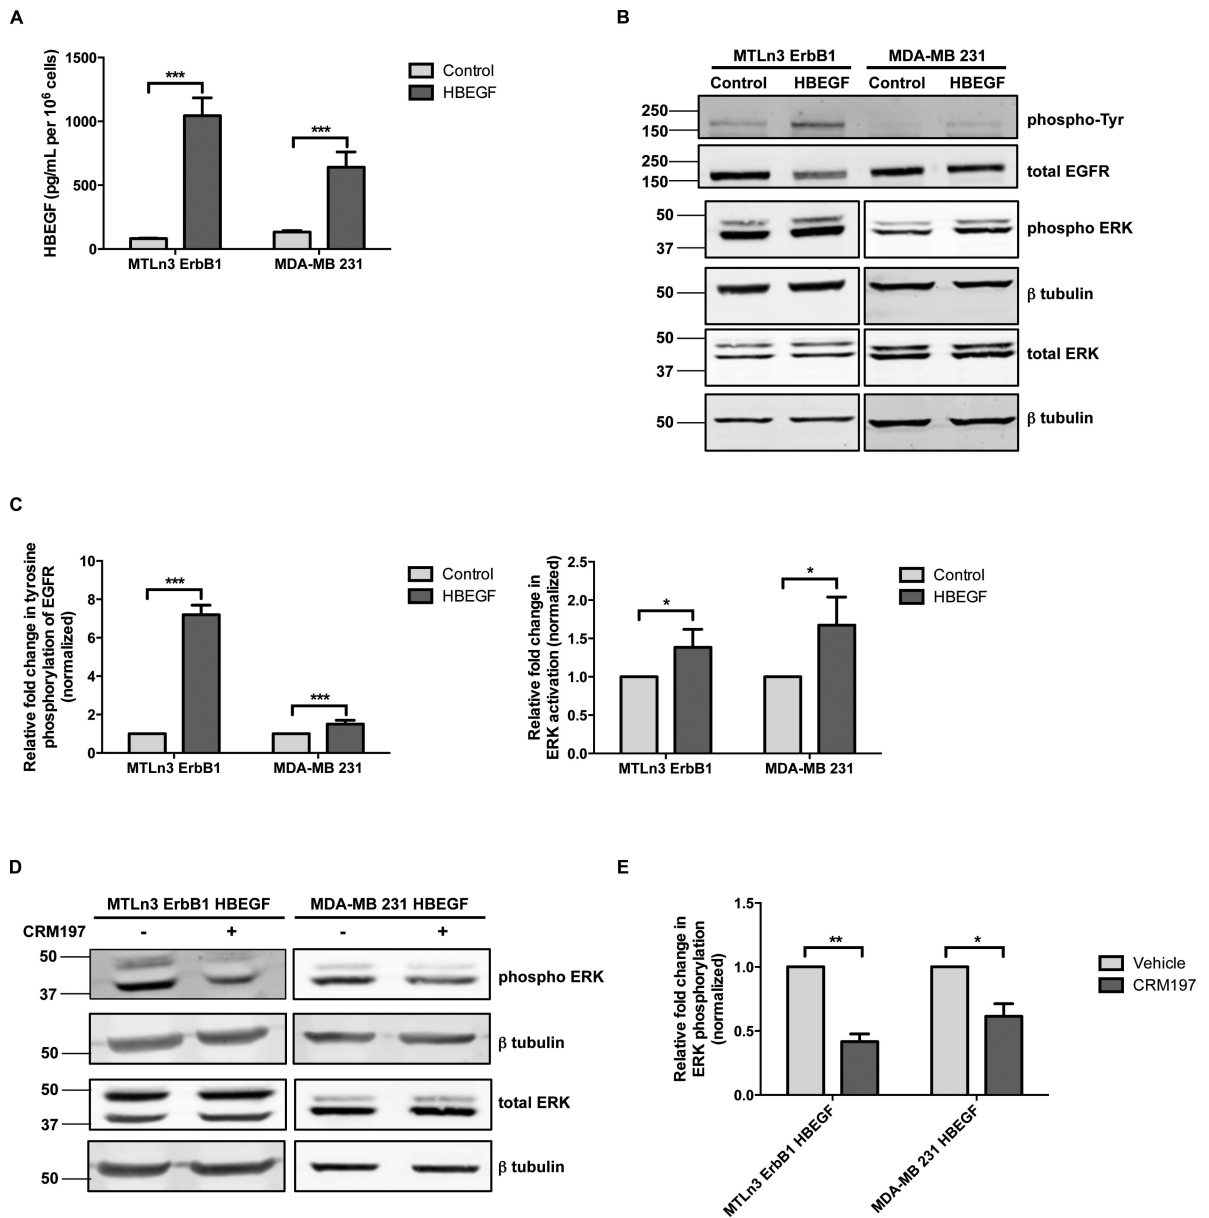 A
HBEGF (pg/mL per 10⁶ cells)
1500
1000
500
0
***
***
Control
HBEGF
MTLn3 ErbB1
MDA-MB 231
B
MTLn3 ErbB1
MDA-MB 231
Control
HBEGF
Control
HBEGF
250
150
phospho-Tyr
250
150
total EGFR
50
37
phospho ERK
50
β tubulin
50
37
total ERK
50
β tubulin
C
Relative fold change in tyrosine
phosphorylation of EGFR
(normalized)
10
8
6
4
2
0
***
***
Control
HBEGF
MTLn3 ErbB1
MDA-MB 231
Relative fold change in
ERK activation (normalized)
2.5
2.0
1.5
1.0
0.5
0.0
*
*
Control
HBEGF
MTLn3 ErbB1
MDA-MB 231
D
MTLn3 ErbB1 HBEGF
MDA-MB 231 HBEGF
CRM197
-
+
-
+
50
37
phospho ERK
50
β tubulin
50
37
total ERK
50
β tubulin
E
Relative fold change in
ERK phosphorylation
(normalized)
1.5
1.0
0.5
0.0
**
*
Vehicle
CRM197
MTLn3 ErbB1 HBEGF
MDA-MB 231 HBEGF